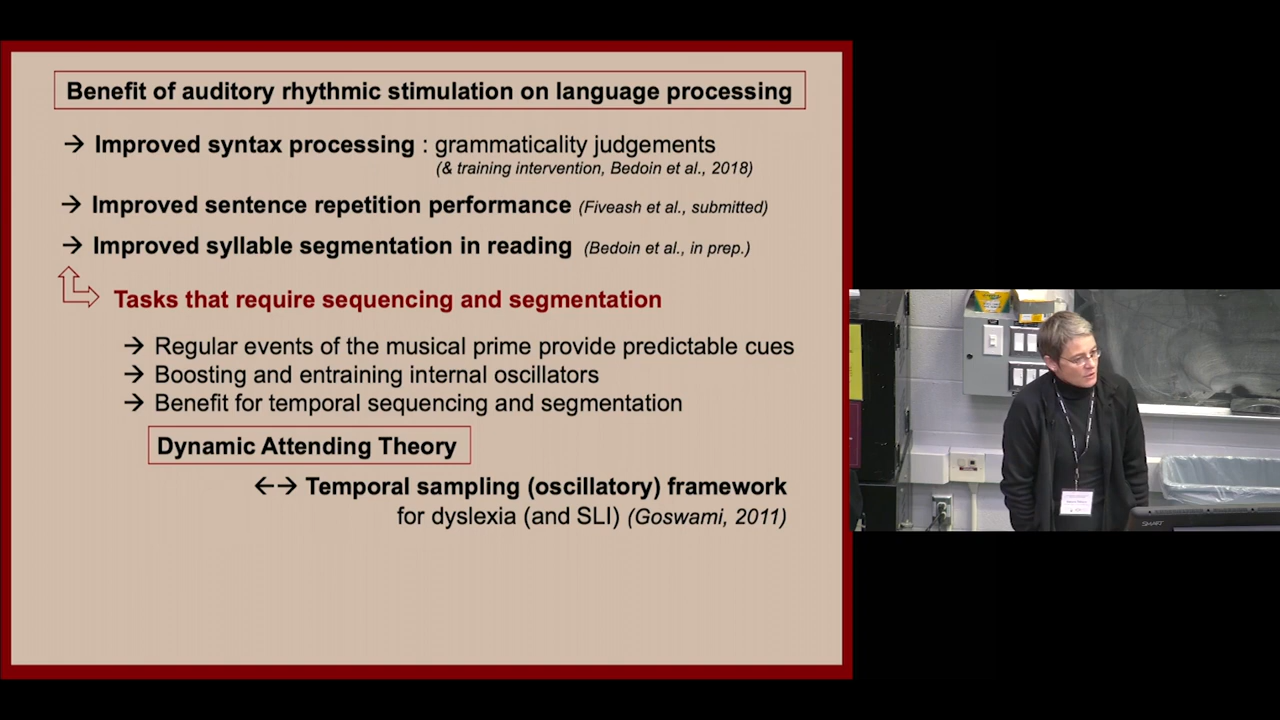 Benefit of auditory rhythmic stimulation on language processing
→ Improved syntax processing : grammaticality judgements
(& training intervention, Bedoin et al., 2018)
→ Improved sentence repetition performance (Fiveash et al., submitted)
→ Improved syllable segmentation in reading (Bedoin et al., in prep.)
Tasks that require sequencing and segmentation
→ Regular events of the musical prime provide predictable cues
→ Boosting and entraining internal oscillators
→ Benefit for temporal sequencing and segmentation
Dynamic Attending Theory
←→ Temporal sampling (oscillatory) framework
for dyslexia (and SLI) (Goswami, 2011)
SMART